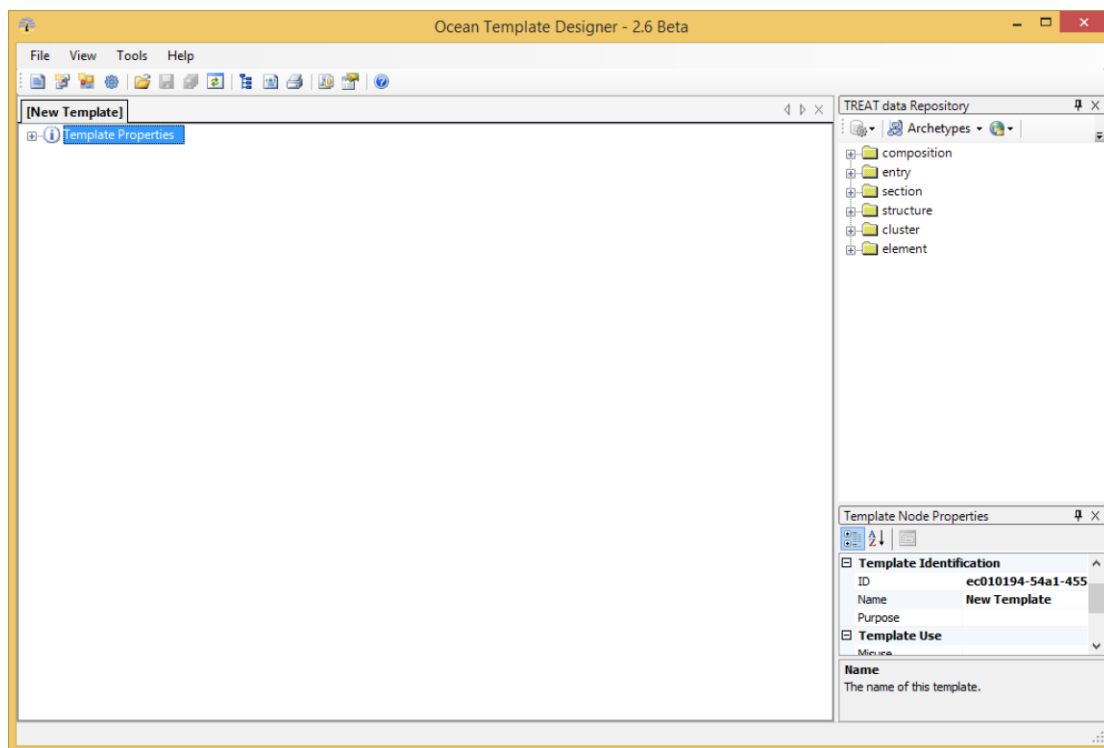 Ocean Template Designer - 2.6 Beta
File View Tools Help
[New Template]
Template Properties
TREAT data Repository
Archetypes
composition
entry
section
structure
cluster
element
Template Node Properties
Template Identification
ID ec010194-54a1-455
Name New Template
Purpose
Template Use
Misuse
Name
The name of this template.